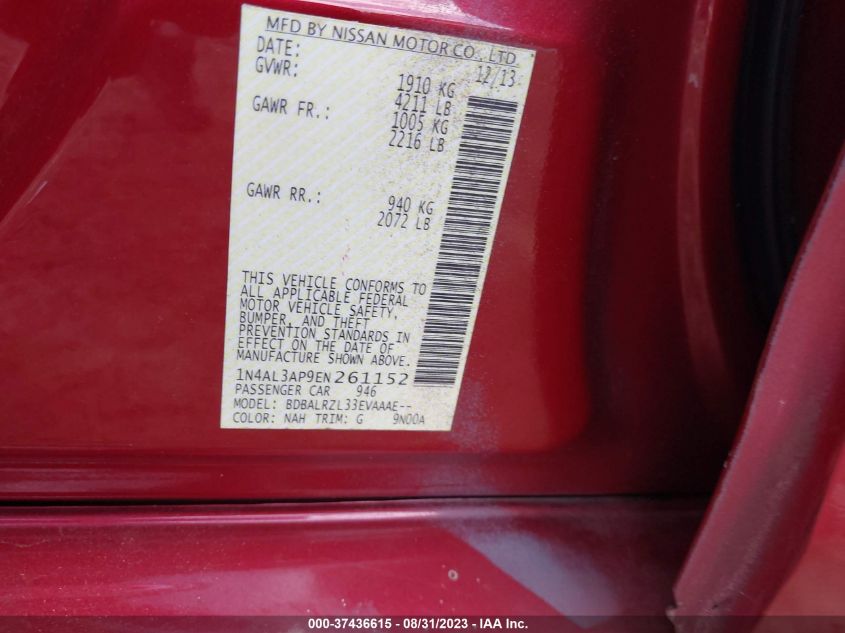 MFD BY NISSAN MOTOR CO., LTD
DATE: 12/13
GVWR: 1910 KG
4211 LB
GAWR FR.: 1005 KG
2216 LB
GAWR RR.: 940 KG
2072 LB
THIS VEHICLE CONFORMS TO
ALL APPLICABLE FEDERAL
MOTOR VEHICLE SAFETY,
BUMPER, AND THEFT
PREVENTION STANDARDS IN
EFFECT ON THE DATE OF
MANUFACTURE SHOWN ABOVE.
1N4AL3AP9EN261152
PASSENGER CAR 946
MODEL: BDBALRZL33EVAAAE--
COLOR: NAH TRIM: G 9N00A
000-37436615 - 08/31/2023 - IAA Inc.